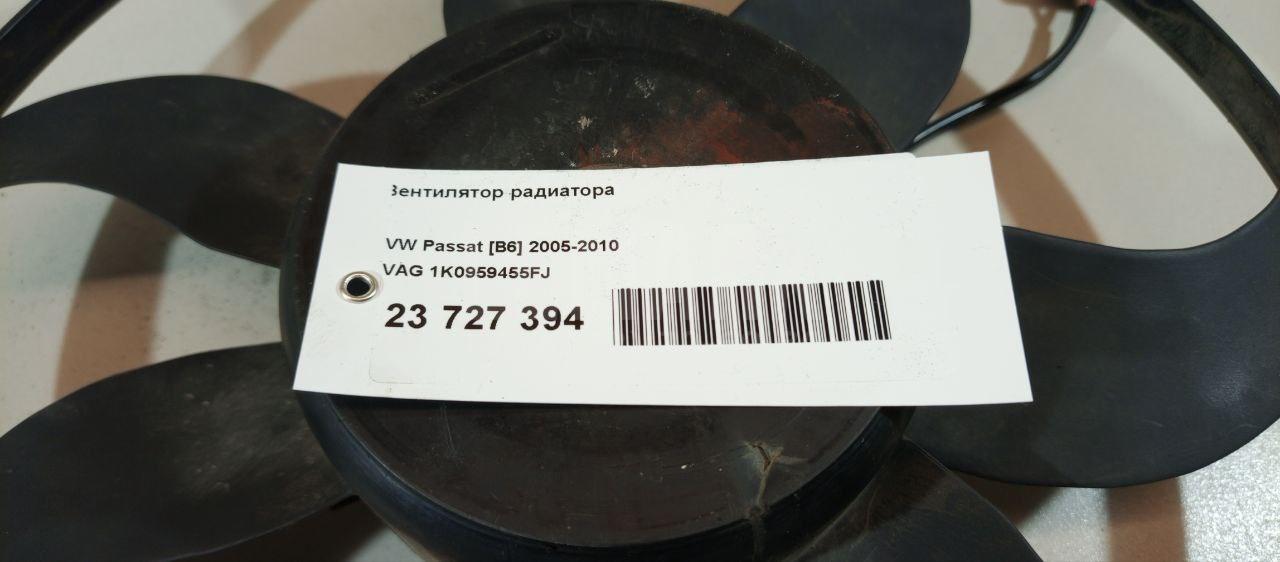 Вентилятор радиатора
VW Passat [B6] 2005-2010
VAG 1K0959455FJ
23 727 394